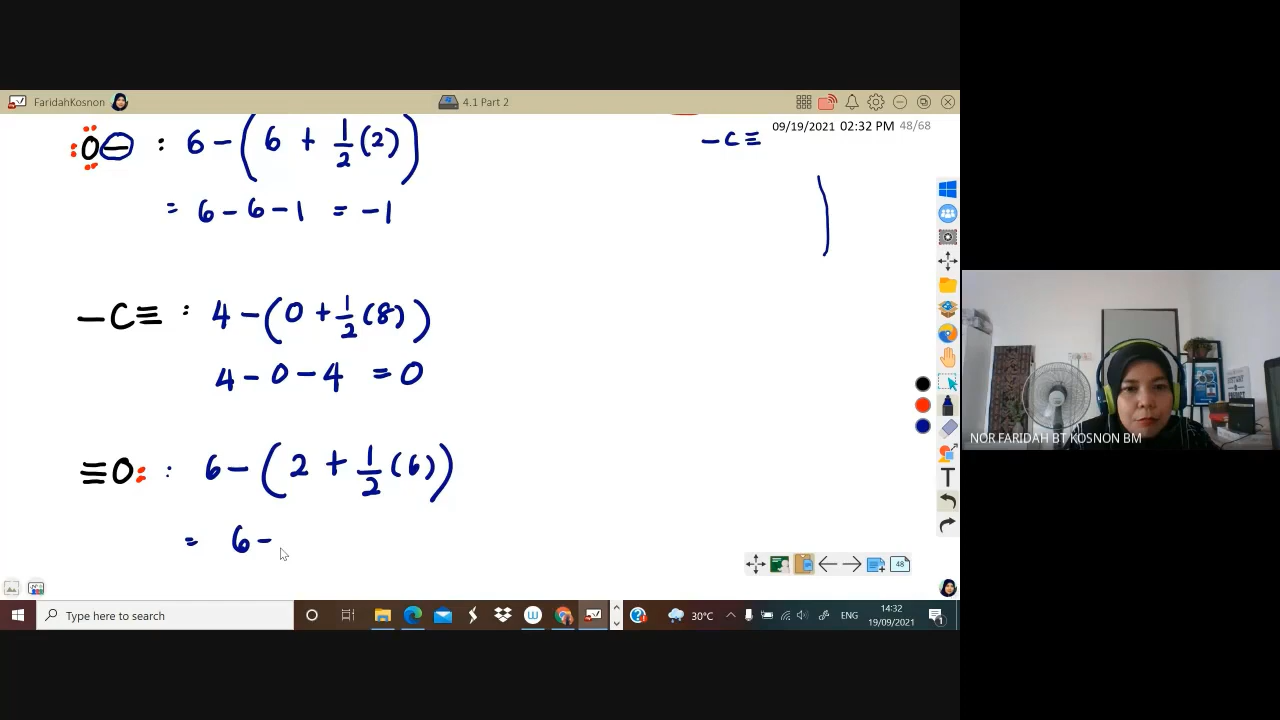 FaridahKosnon
4.1 Part 2
09/19/2021 02:32 PM 48/68
:O— : 6 - (6 + 1/2 (2))
= 6 - 6 - 1 = -1
—C≡
—C≡ : 4 - (0 + 1/2 (8))
4 - 0 - 4 = 0
≡O: : 6 - (2 + 1/2 (6))
= 6 -
NOR FARIDAH BT KOSNON BM
T
48
Type here to search
30°C
ENG
14:32
19/09/2021